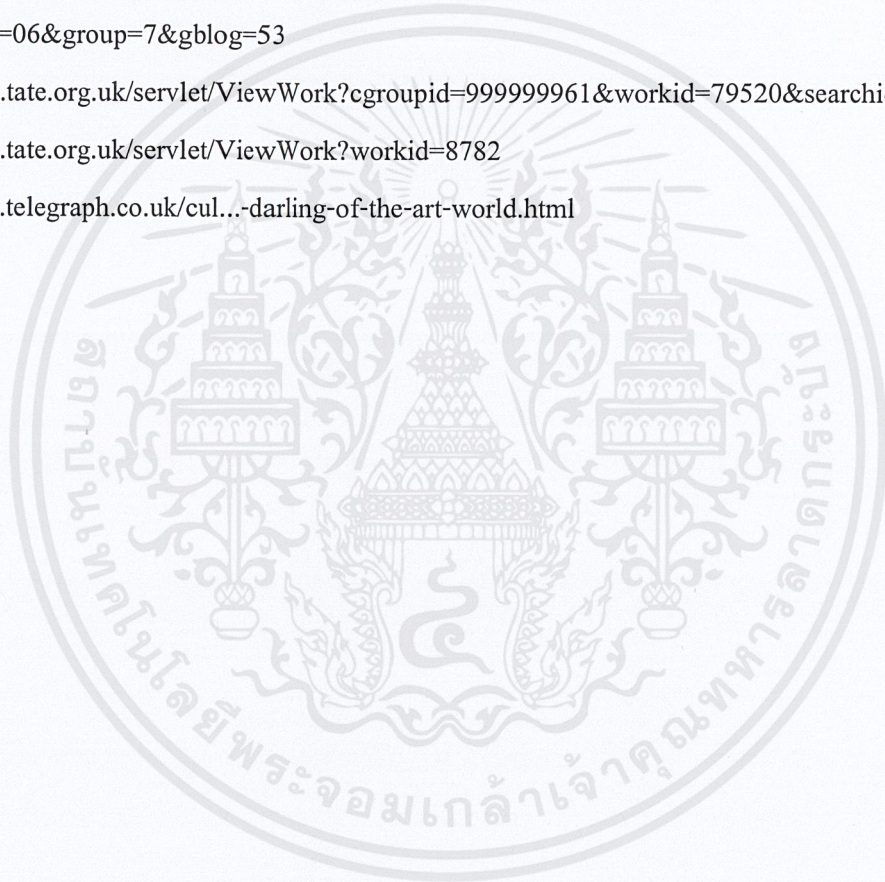 =06&group=7&gblog=53
.tate.org.uk/servlet/ViewWork?cgroupid=999999961&workid=79520&searchi
.tate.org.uk/servlet/ViewWork?workid=8782
.telegraph.co.uk/cul...-darling-of-the-art-world.html
สถาบันเทคโนโลยีพระจอมเกล้าเจ้าคุณทหารลาดกระบัง
๔